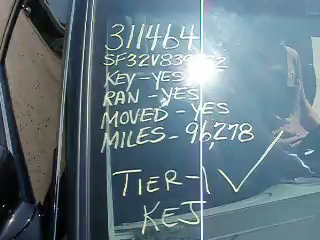 311464
KEY-YES
RAN-YES
MOVED-YES
MILES-96,278
TIER-1 ✓
KEJ